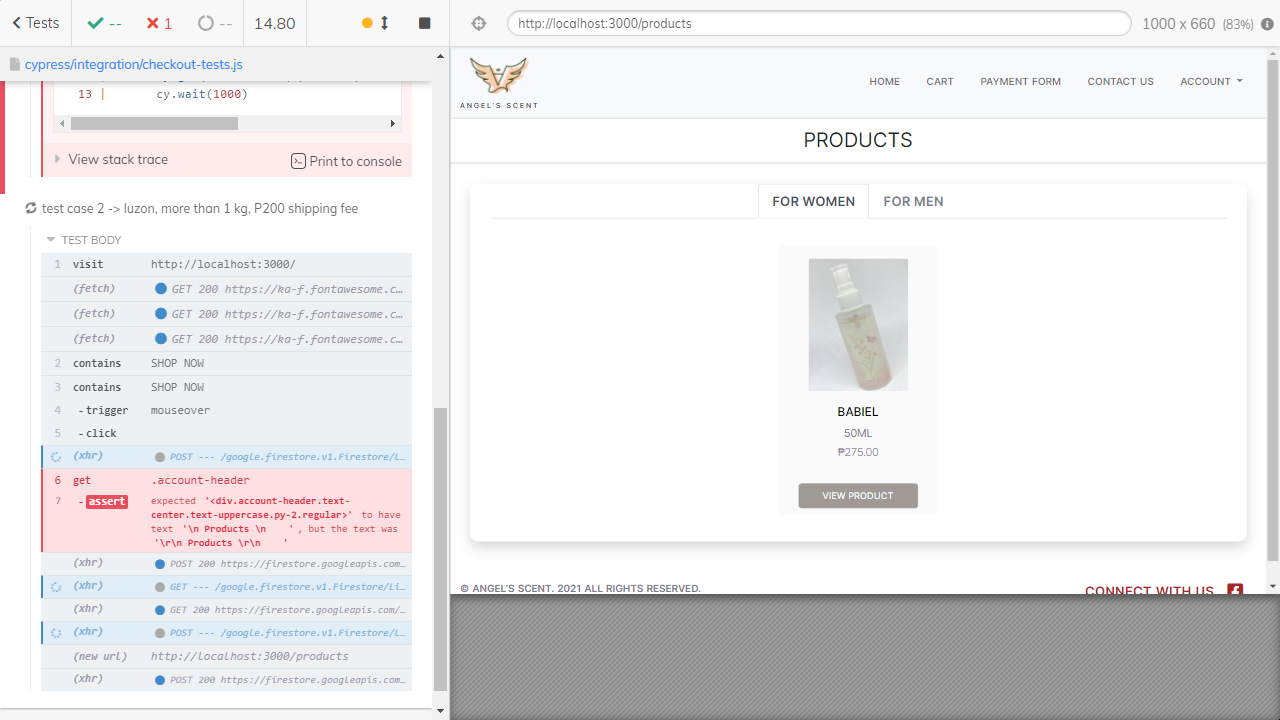 Tests
--
1
--
14.80
http://localhost:3000/products
1000 x 660 (83%)
cypress/integration/checkout-tests.js
13 | cy.wait(1000)
View stack trace
Print to console
test case 2 -> luzon, more than 1 kg, P200 shipping fee
TEST BODY
1 visit http://localhost:3000/
(fetch) GET 200 https://ka-f.fontawesome.c…
(fetch) GET 200 https://ka-f.fontawesome.c…
(fetch) GET 200 https://ka-f.fontawesome.c…
2 contains SHOP NOW
3 contains SHOP NOW
4 -trigger mouseover
5 -click
(xhr) POST --- /google.firestore.v1.Firestore/L…
6 get .account-header
7 -assert expected '<div.account-header.text-
center.text-uppercase.py-2.regular>' to have
text '\n Products \n ', but the text was
'\r\n Products \r\n '
(xhr) POST 200 https://firestore.googleapis.com…
(xhr) GET --- /google.firestore.v1.Firestore/Li…
(xhr) GET 200 https://firestore.googleapis.com/…
(xhr) POST --- /google.firestore.v1.Firestore/L…
(new url) http://localhost:3000/products
(xhr) POST 200 https://firestore.googleapis.com…
ANGEL'S SCENT
HOME
CART
PAYMENT FORM
CONTACT US
ACCOUNT
PRODUCTS
FOR WOMEN
FOR MEN
BABIEL
50ML
₱275.00
VIEW PRODUCT
© ANGEL'S SCENT. 2021 ALL RIGHTS RESERVED.
CONNECT WITH US